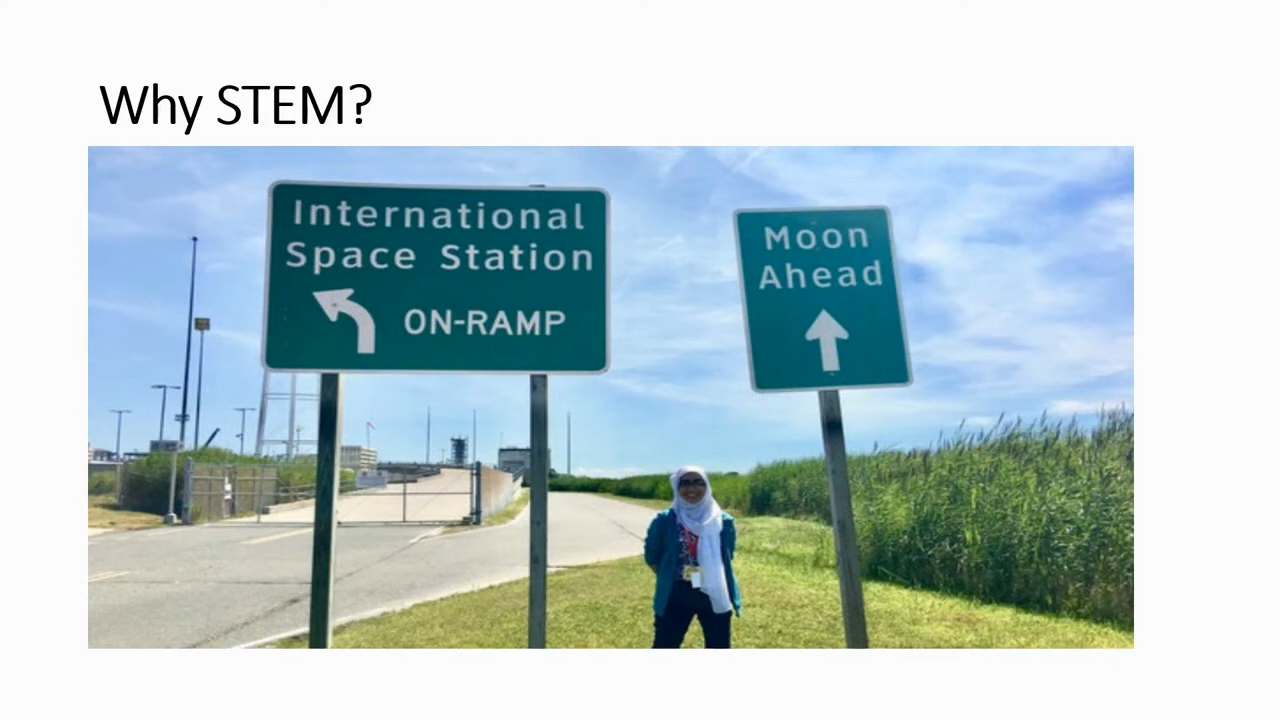 Why STEM?
International
Space Station
ON-RAMP
Moon
Ahead